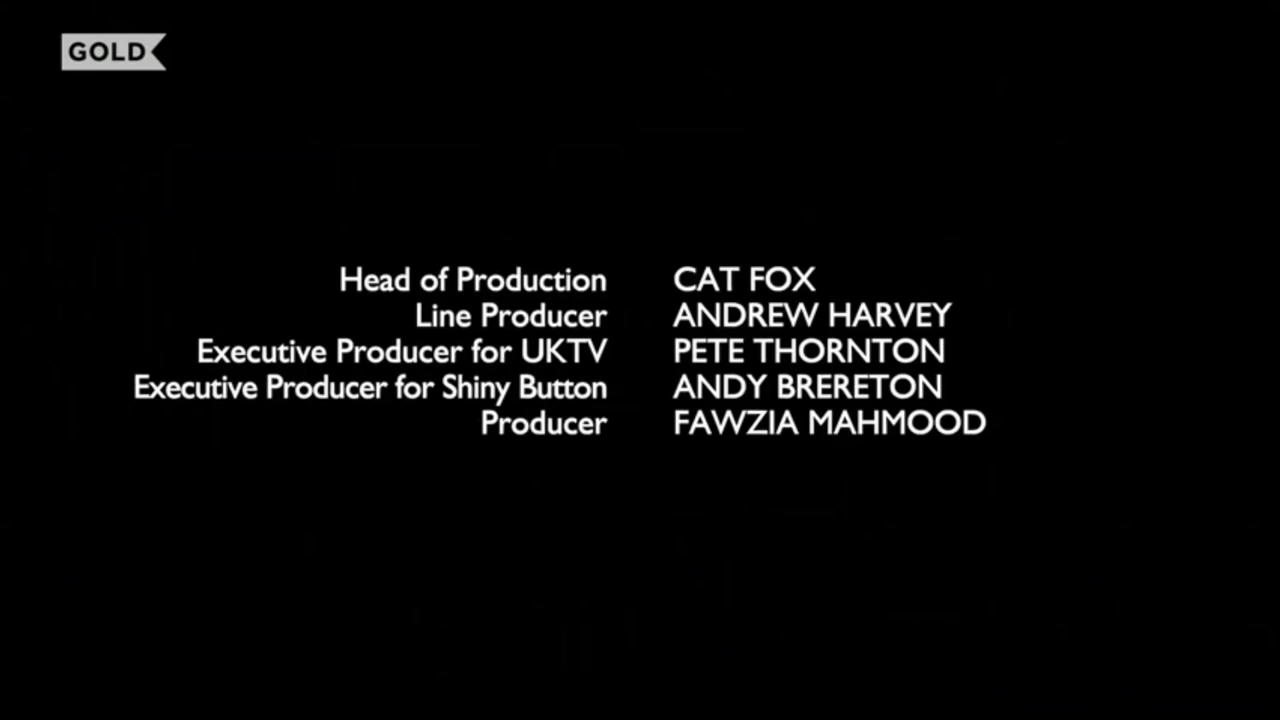 GOLD
Head of Production CAT FOX
Line Producer ANDREW HARVEY
Executive Producer for UKTV PETE THORNTON
Executive Producer for Shiny Button ANDY BRERETON
Producer FAWZIA MAHMOOD